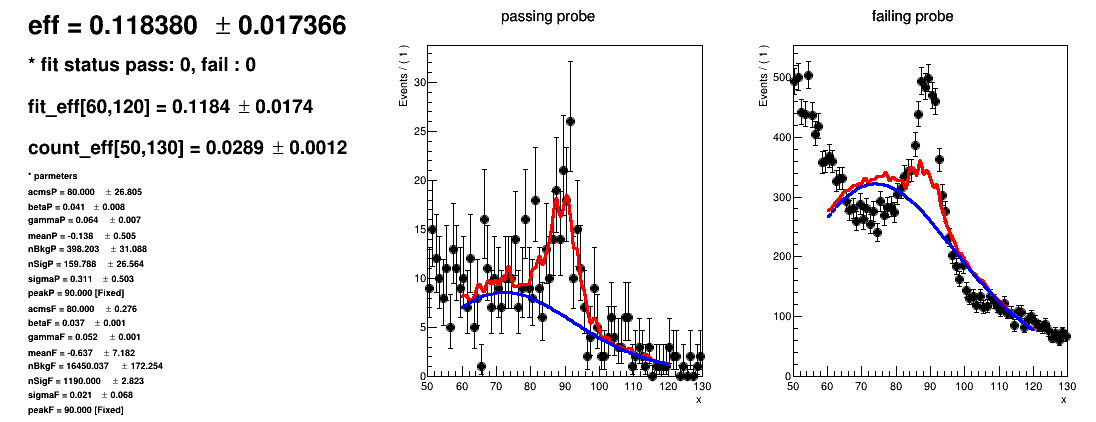 eff = 0.118380 ± 0.017366
* fit status pass: 0, fail : 0
fit_eff[60,120] = 0.1184 ± 0.0174
count_eff[50,130] = 0.0289 ± 0.0012
* parmeters
acmsP = 80.000 ± 26.805
betaP = 0.041 ± 0.008
gammaP = 0.064 ± 0.007
meanP = -0.138 ± 0.505
nBkgP = 398.203 ± 31.088
nSigP = 159.788 ± 26.564
sigmaP = 0.311 ± 0.503
peakP = 90.000 [Fixed]
acmsF = 80.000 ± 0.276
betaF = 0.037 ± 0.001
gammaF = 0.052 ± 0.001
meanF = -0.637 ± 7.182
nBkgF = 16450.037 ± 172.254
nSigF = 1190.000 ± 2.823
sigmaF = 0.021 ± 0.068
peakF = 90.000 [Fixed]
passing probe
Events / ( 1 )
30
25
20
15
10
5
0
50 60 70 80 90 100 110 120 130
x
failing probe
Events / ( 1 )
500
400
300
200
100
0
50 60 70 80 90 100 110 120 130
x